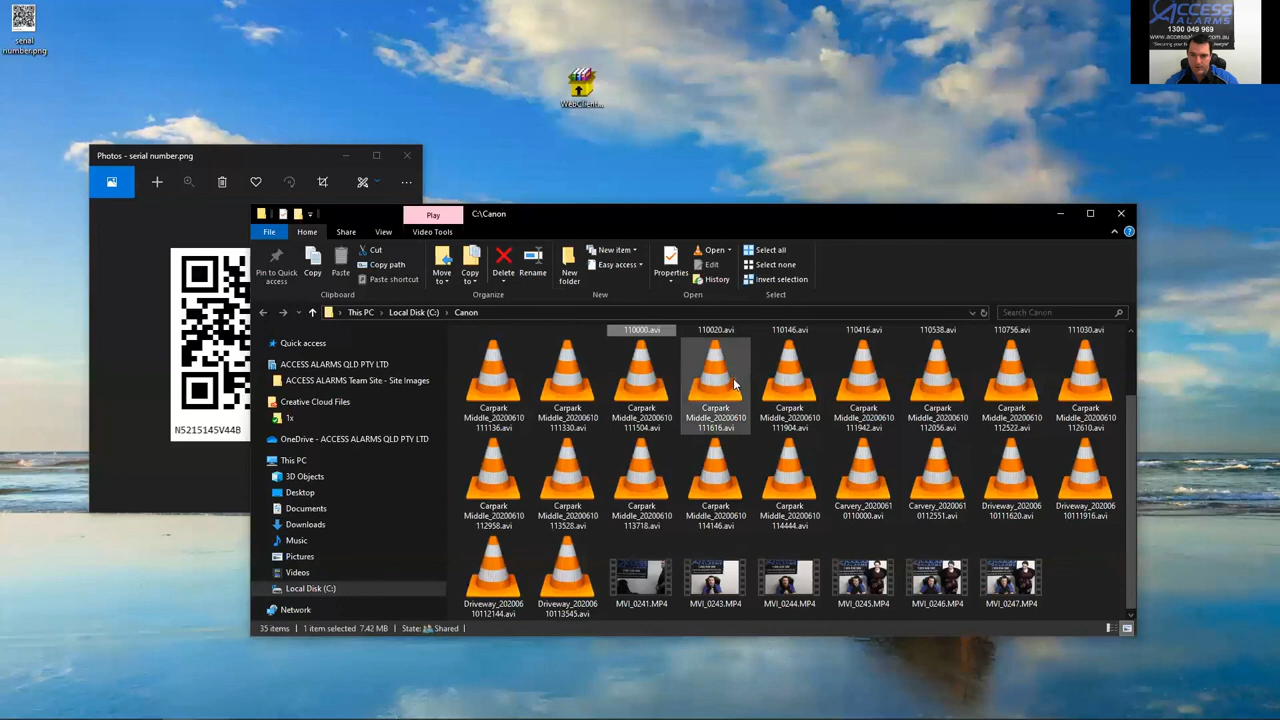 serial
number.png
WebClient...
ACCESS
ALARMS
1300 049 969
www.accessalarms.com.au
Photos - serial number.png
N5215145V44B
Play
C:\Canon
File
Home
Share
View
Video Tools
Pin to Quick
access
Copy
Paste
Cut
Copy path
Paste shortcut
Clipboard
Move
to
Copy
to
Delete
Rename
Organize
New
folder
New item
Easy access
New
Properties
Open
Edit
History
Open
Select all
Select none
Invert selection
Select
This PC
Local Disk (C:)
Canon
Search Canon
Quick access
ACCESS ALARMS QLD PTY LTD
ACCESS ALARMS Team Site - Site Images
Creative Cloud Files
1x
OneDrive - ACCESS ALARMS QLD PTY LTD
This PC
3D Objects
Desktop
Documents
Downloads
Music
Pictures
Videos
Local Disk (C:)
Network
110000.avi
110020.avi
110146.avi
110416.avi
110538.avi
110756.avi
111030.avi
Carpark
Middle_20200610
111136.avi
Carpark
Middle_20200610
111330.avi
Carpark
Middle_20200610
111504.avi
Carpark
Middle_20200610
111616.avi
Carpark
Middle_20200610
111904.avi
Carpark
Middle_20200610
111942.avi
Carpark
Middle_20200610
112056.avi
Carpark
Middle_20200610
112522.avi
Carpark
Middle_20200610
112610.avi
Carpark
Middle_20200610
112958.avi
Carpark
Middle_20200610
113528.avi
Carpark
Middle_20200610
113718.avi
Carpark
Middle_20200610
114146.avi
Carpark
Middle_20200610
114444.avi
Carvery_2020061
0110000.avi
Carvery_2020061
0112551.avi
Driveway_202006
10111620.avi
Driveway_202006
10111916.avi
Driveway_202006
10112144.avi
Driveway_202006
10113545.avi
MVI_0241.MP4
MVI_0243.MP4
MVI_0244.MP4
MVI_0245.MP4
MVI_0246.MP4
MVI_0247.MP4
35 items
1 item selected 7.42 MB
State:
Shared